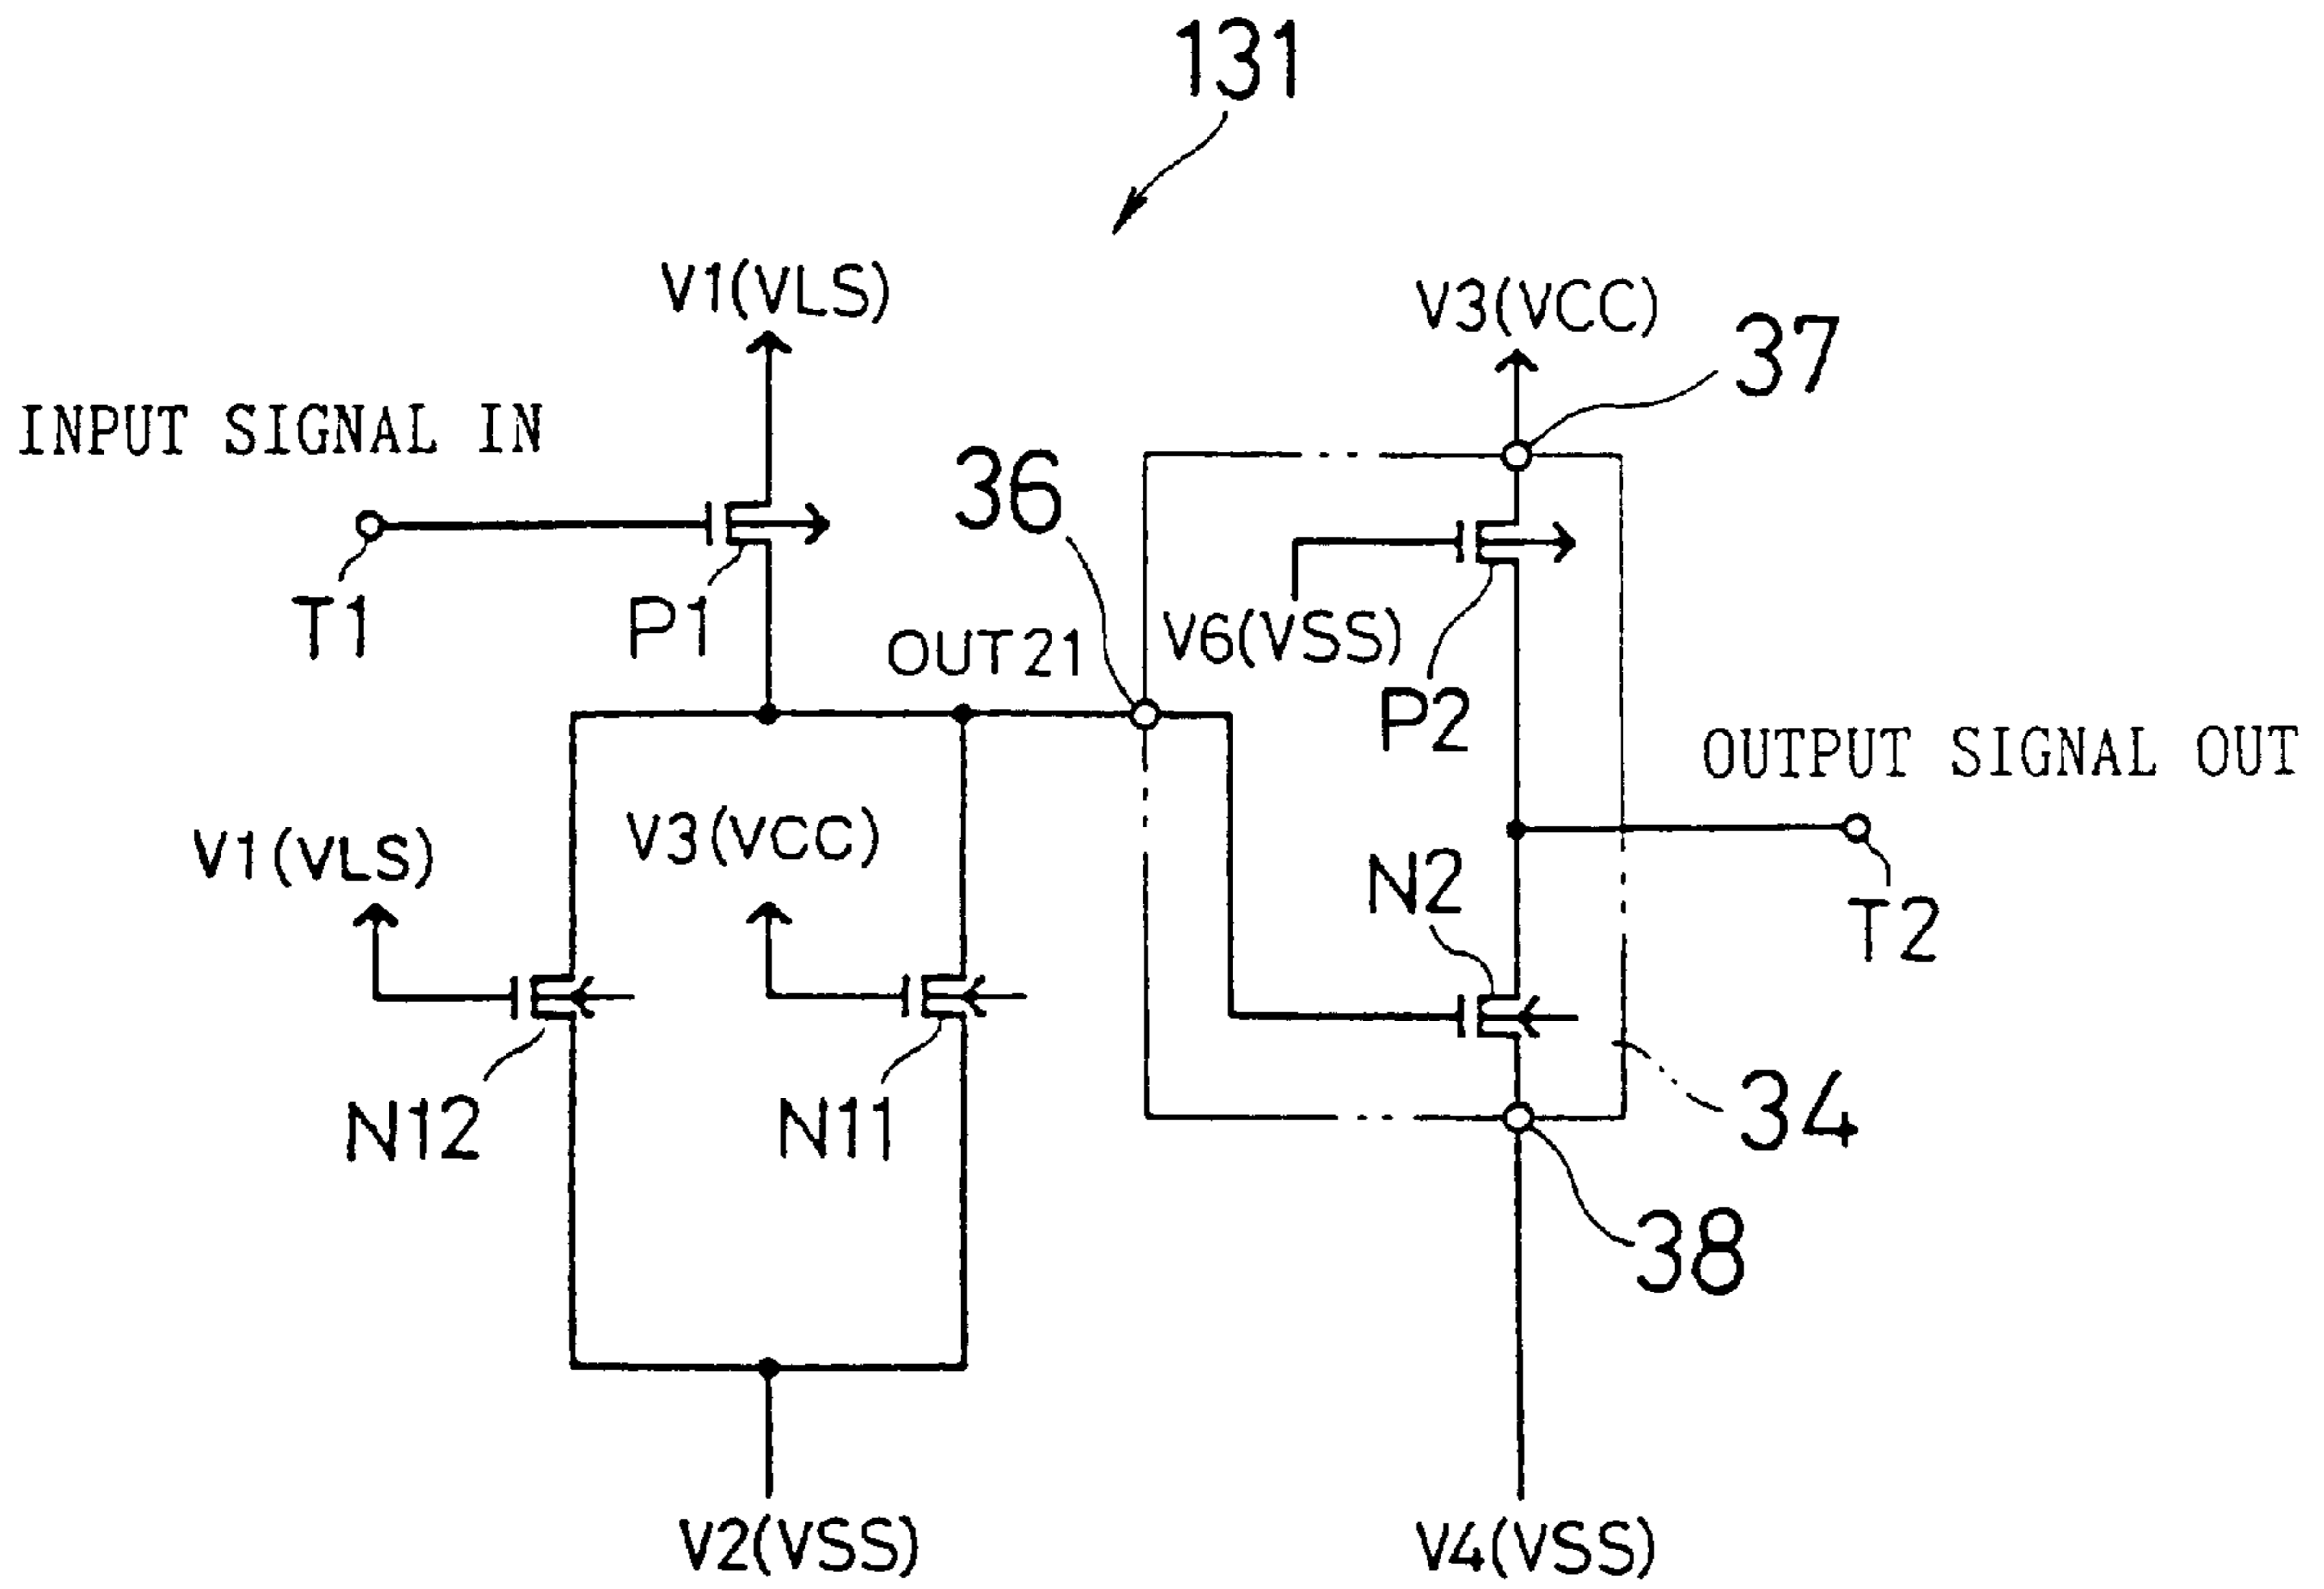 131
V1(VLS)
V3(VCC)
37
INPUT SIGNAL IN
36
T1
P1
OUT21
V6(VSS)
P2
OUTPUT SIGNAL OUT
V1(VLS)
V3(VCC)
N2
T2
N12
N11
34
38
V2(VSS)
V4(VSS)